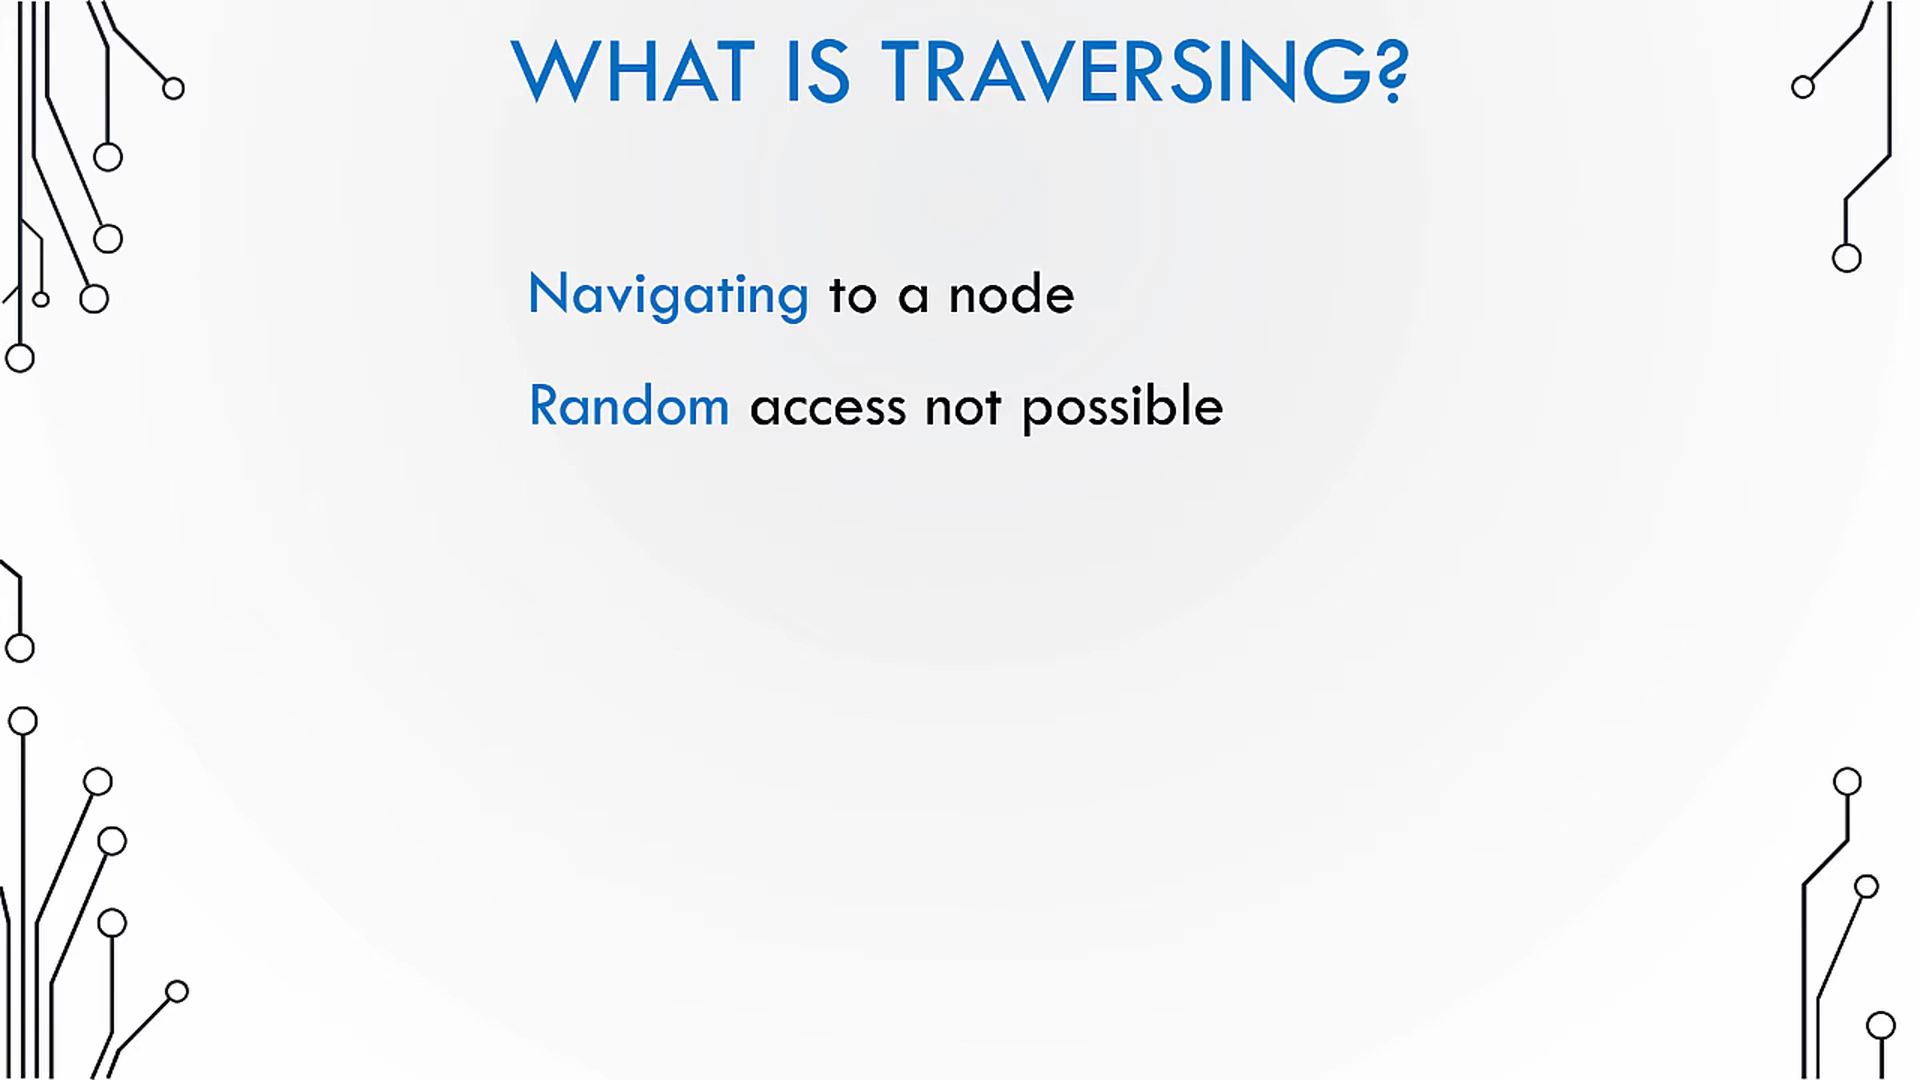 WHAT IS TRAVERSING?
Navigating to a node
Random access not possible